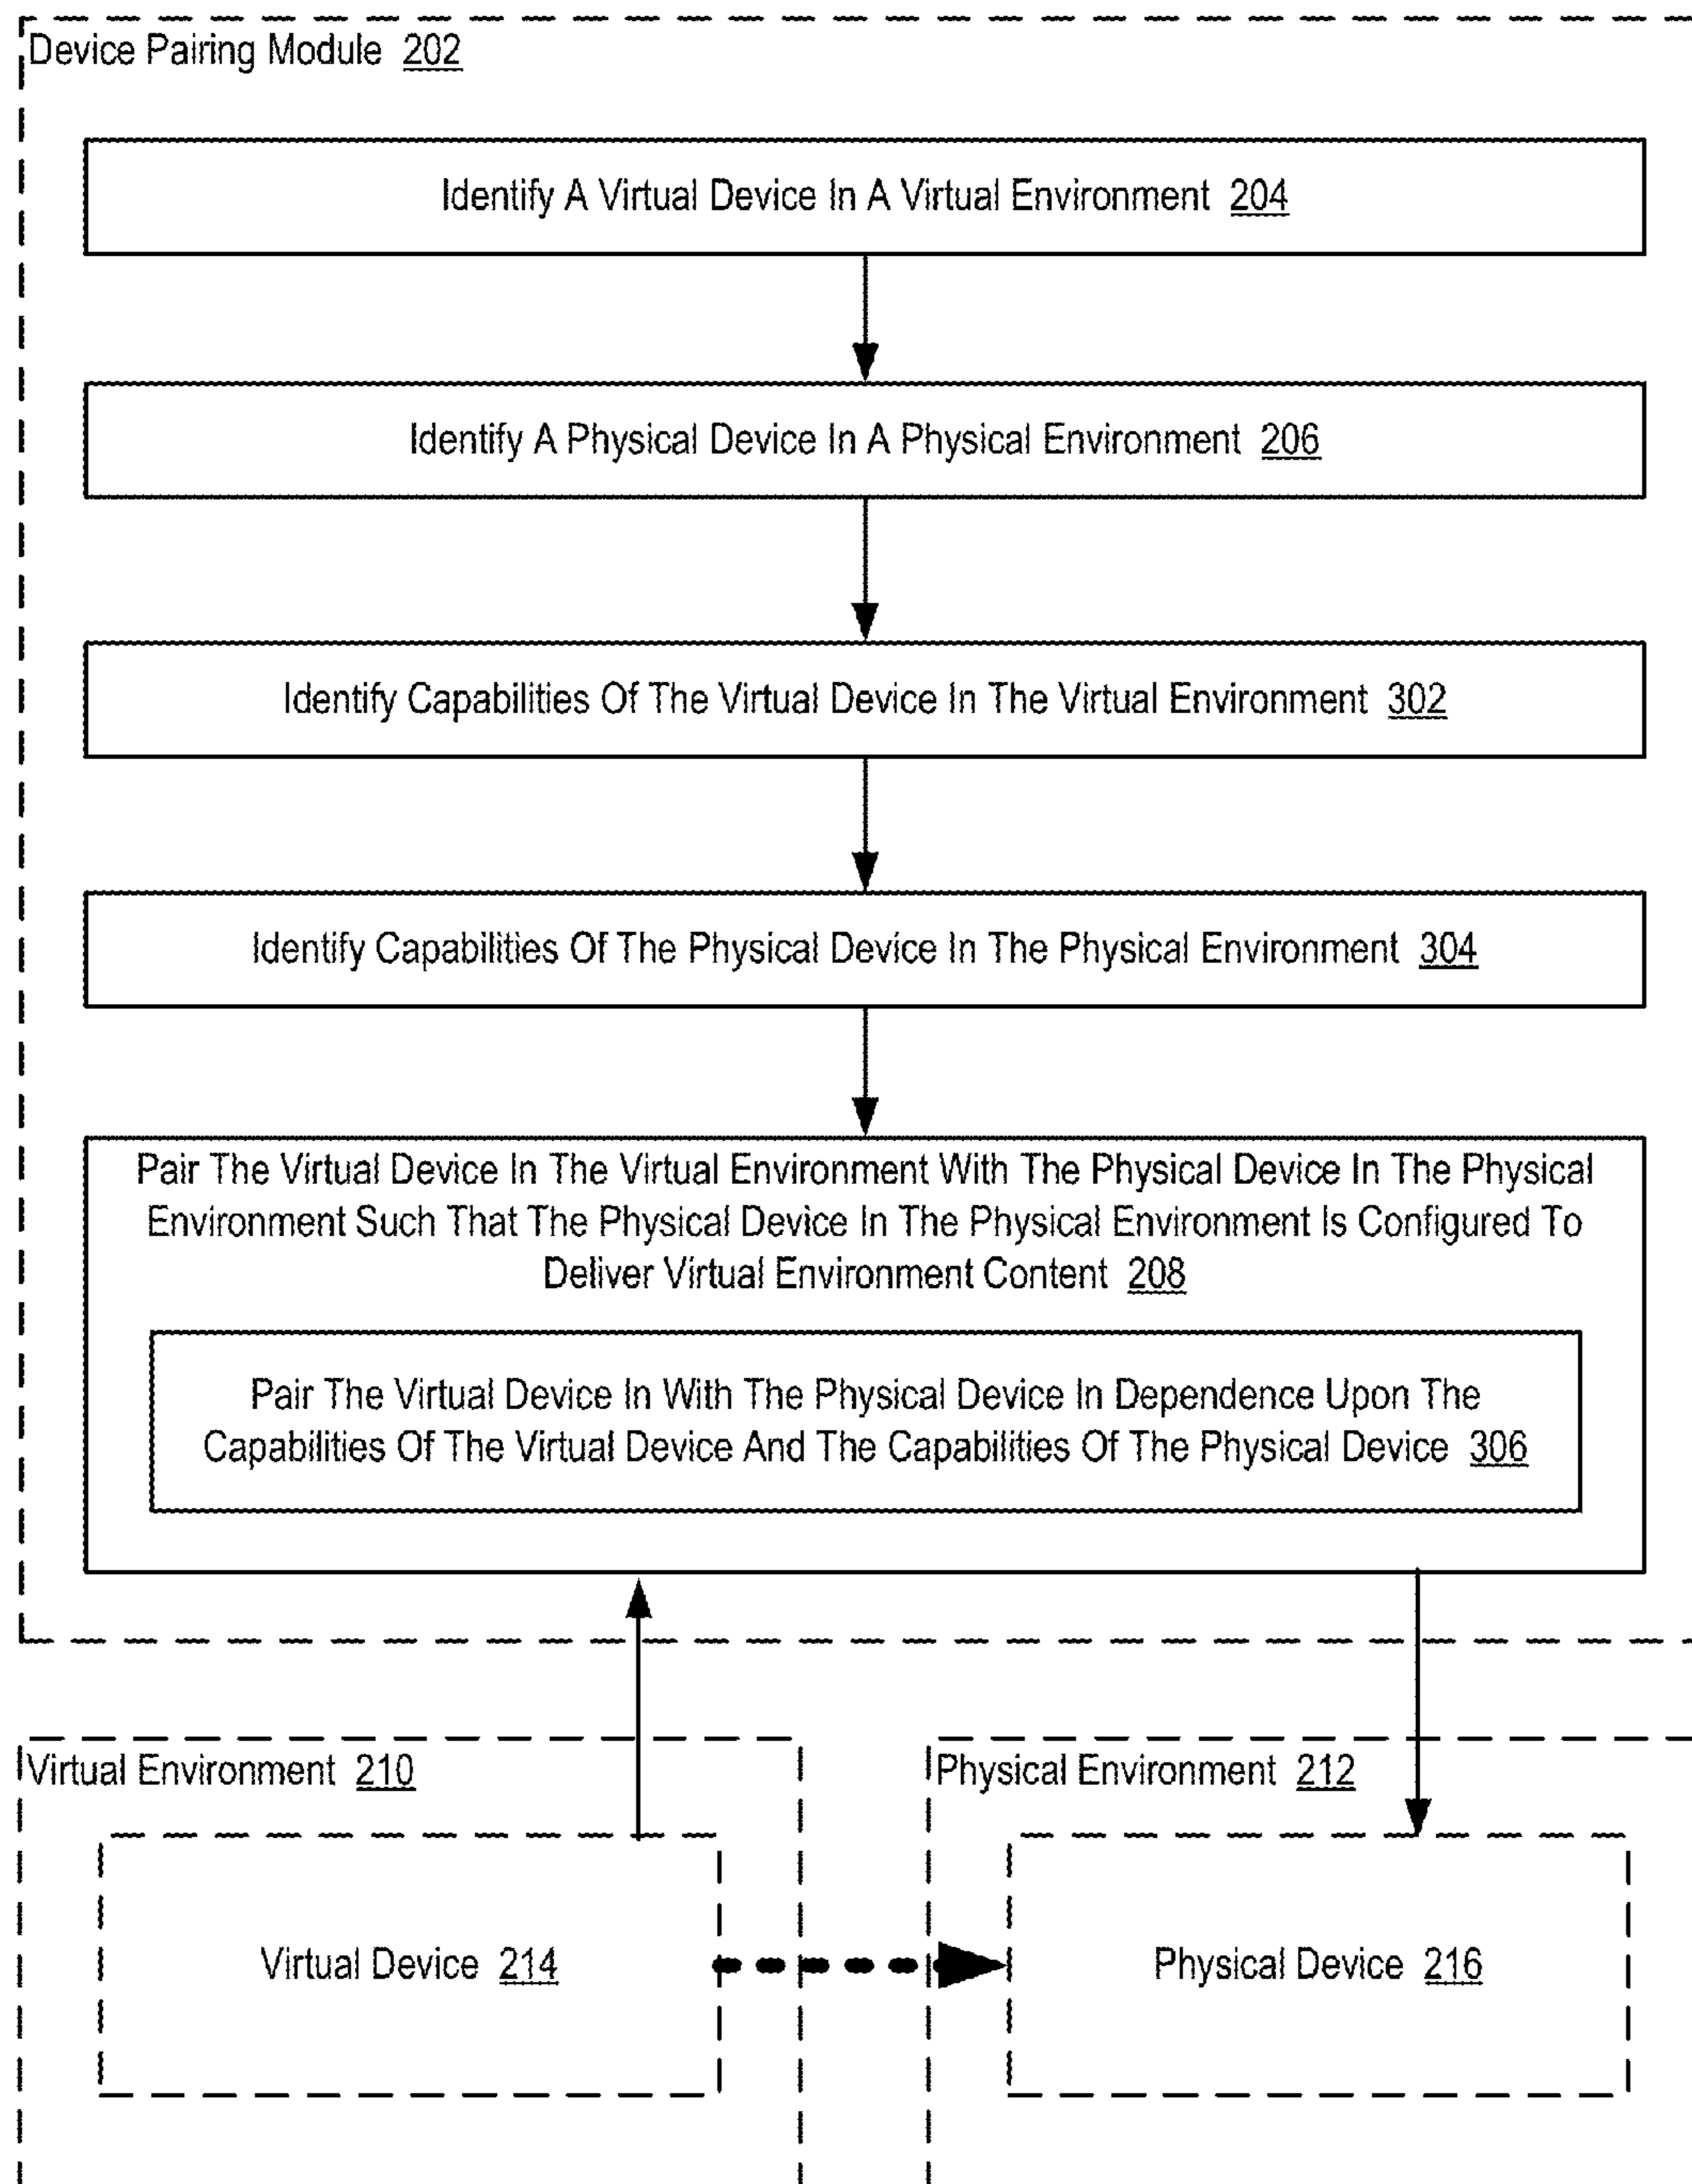 Device Pairing Module 202
Identify A Virtual Device In A Virtual Environment 204
Identify A Physical Device In A Physical Environment 206
Identify Capabilities Of The Virtual Device In The Virtual Environment 302
Identify Capabilities Of The Physical Device In The Physical Environment 304
Pair The Virtual Device In The Virtual Environment With The Physical Device In The Physical
Environment Such That The Physical Device In The Physical Environment Is Configured To
Deliver Virtual Environment Content 208
Pair The Virtual Device In With The Physical Device In Dependence Upon The
Capabilities Of The Virtual Device And The Capabilities Of The Physical Device 306
Virtual Environment 210
Physical Environment 212
Virtual Device 214
Physical Device 216